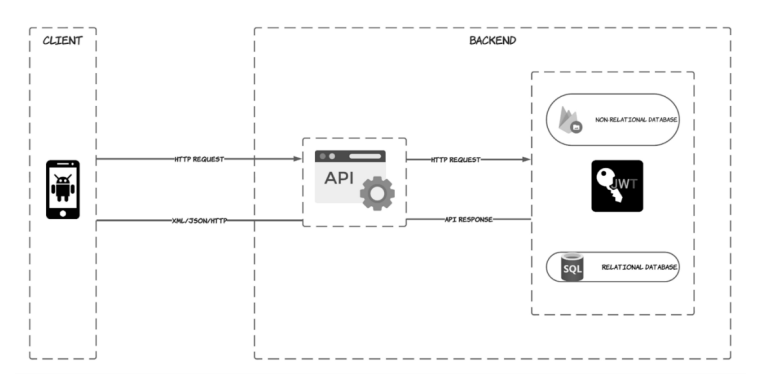 CLIENT
BACKEND
NON-RELATIONAL DATABASE
HTTP REQUEST
HTTP REQUEST
API
JWT
XML/JSON/HTTP
API RESPONSE
SQL
RELATIONAL DATABASE